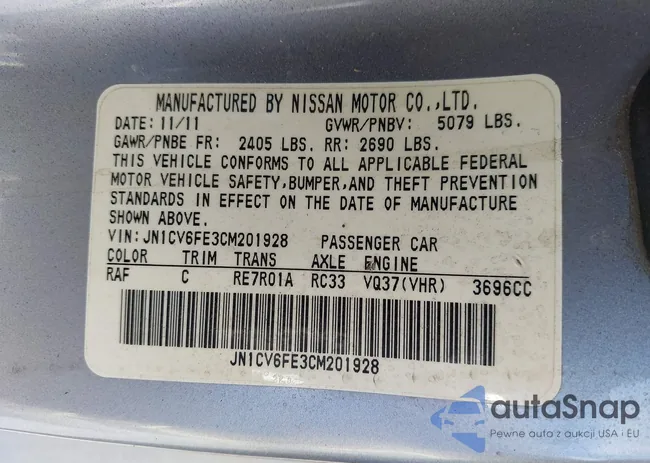 MANUFACTURED BY NISSAN MOTOR CO.,LTD.
DATE: 11/11 GVWR/PNBV: 5079 LBS.
GAWR/PNBE FR: 2405 LBS. RR: 2690 LBS.
THIS VEHICLE CONFORMS TO ALL APPLICABLE FEDERAL
MOTOR VEHICLE SAFETY,BUMPER,AND THEFT PREVENTION
STANDARDS IN EFFECT ON THE DATE OF MANUFACTURE
SHOWN ABOVE.
VIN:JN1CV6FE3CM201928 PASSENGER CAR
COLOR TRIM TRANS AXLE ENGINE
RAF C RE7R01A RC33 VQ37(VHR) 3696CC
JN1CV6FE3CM201928
autaSnap
Pewne auta z aukcji USA i EU